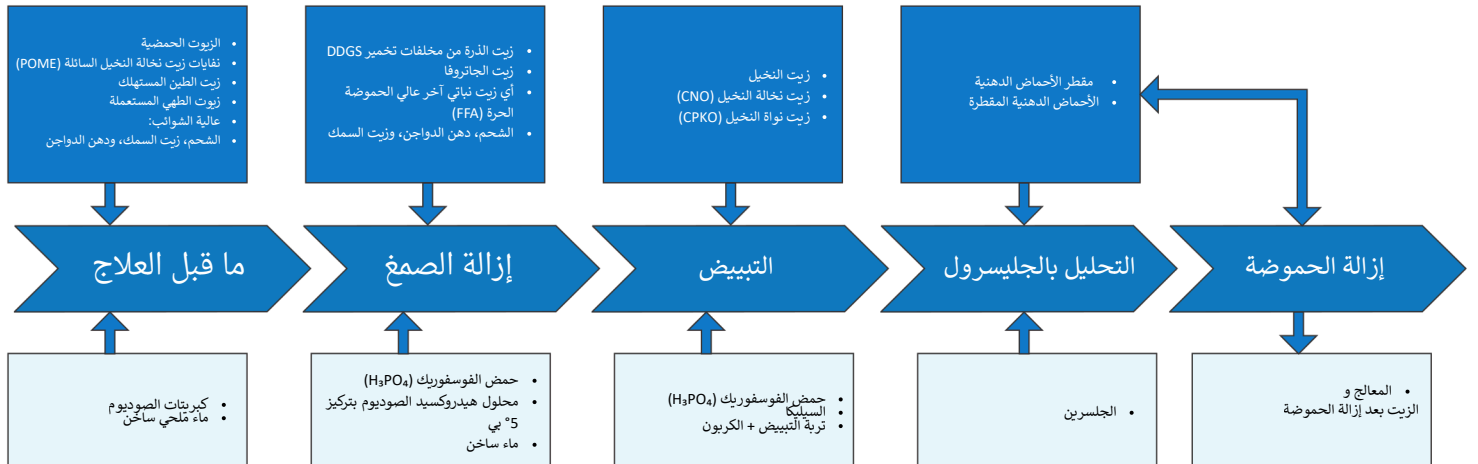 الزيوت الحمضية
نفايات زيت نخالة النخيل السائلة (POME)
زيت الطين المستهلك
زيوت الطهي المستعملة
عالية الشوائب:
الشحم، زيت السمك، ودهن الدواجن
زيت الذرة من مخلفات تخمير DDGS
زيت الجاتروفا
أي زيت نباتي آخر عالي الحموضة
الحرة (FFA)
الشحم، دهن الدواجن، وزيت السمك
زيت النخيل
زيت نخالة النخيل (CNO)
زيت نواة النخيل (CPKO)
مقطر الأحماض الدهنية
الأحماض الدهنية المقطرة
ما قبل العلاج
إزالة الصمغ
التبييض
التحليل بالجليسرول
إزالة الحموضة
كبريتات الصوديوم
ماء ملحي ساخن
حمض الفوسفوريك (H₃PO₄)
محلول هيدروكسيد الصوديوم بتركيز
5° بي
ماء ساخن
حمض الفوسفوريك (H₃PO₄)
السيليكا
تربة التبييض + الكربون
الجلسرين
المعالج و
الزيت بعد إزالة الحموضة